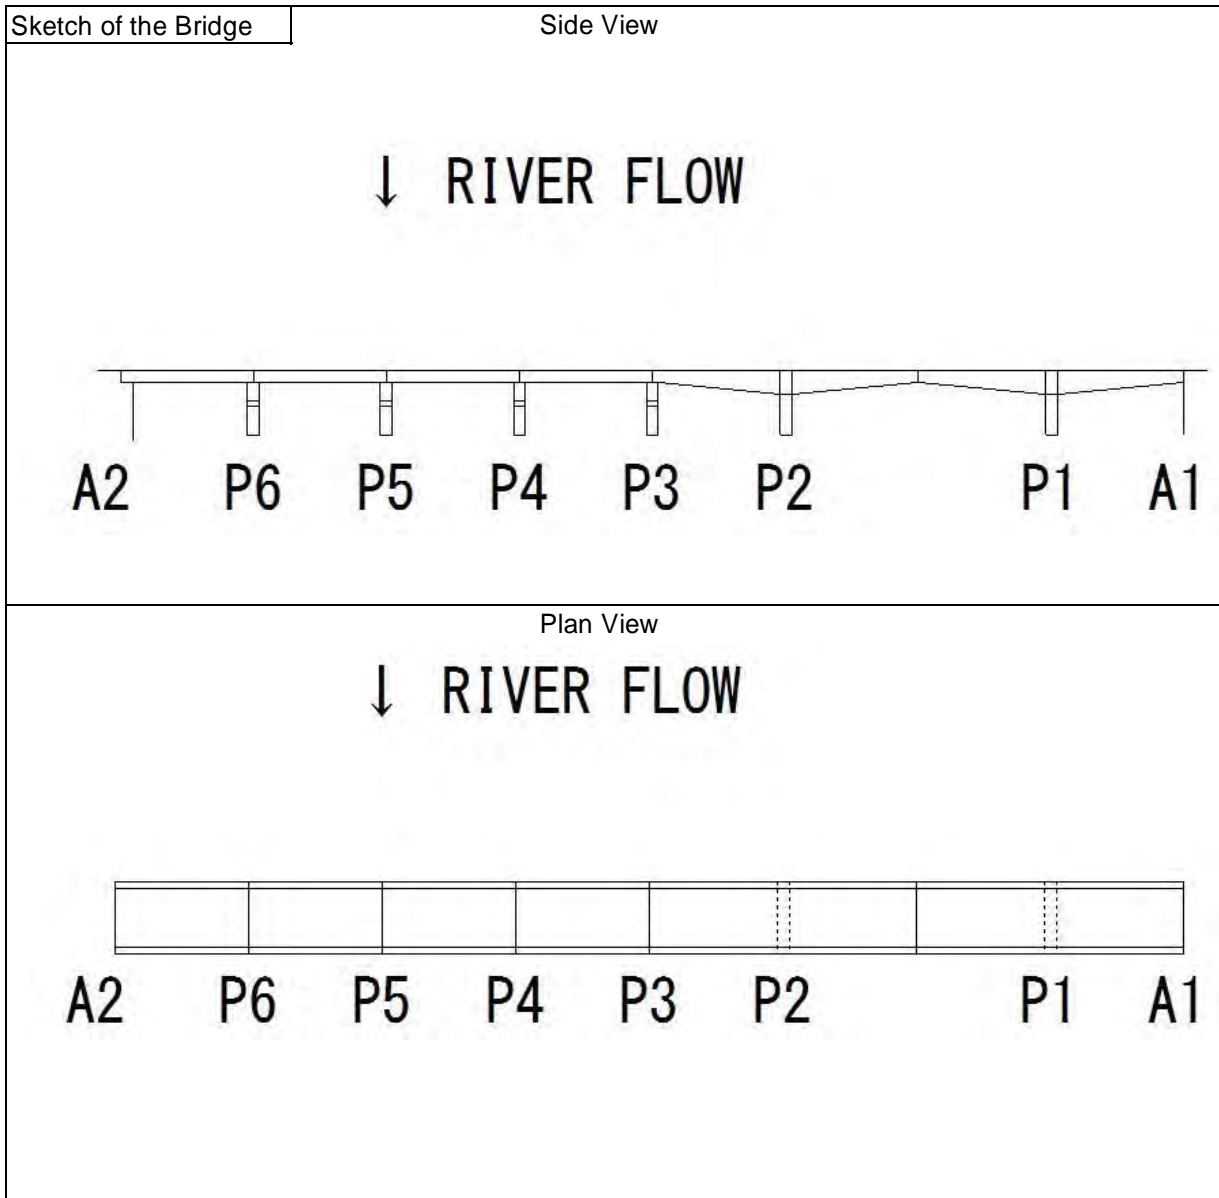 Sketch of the Bridge
Side View
↓ RIVER FLOW
A2 P6 P5 P4 P3 P2 P1 A1
Plan View
↓ RIVER FLOW
A2 P6 P5 P4 P3 P2 P1 A1